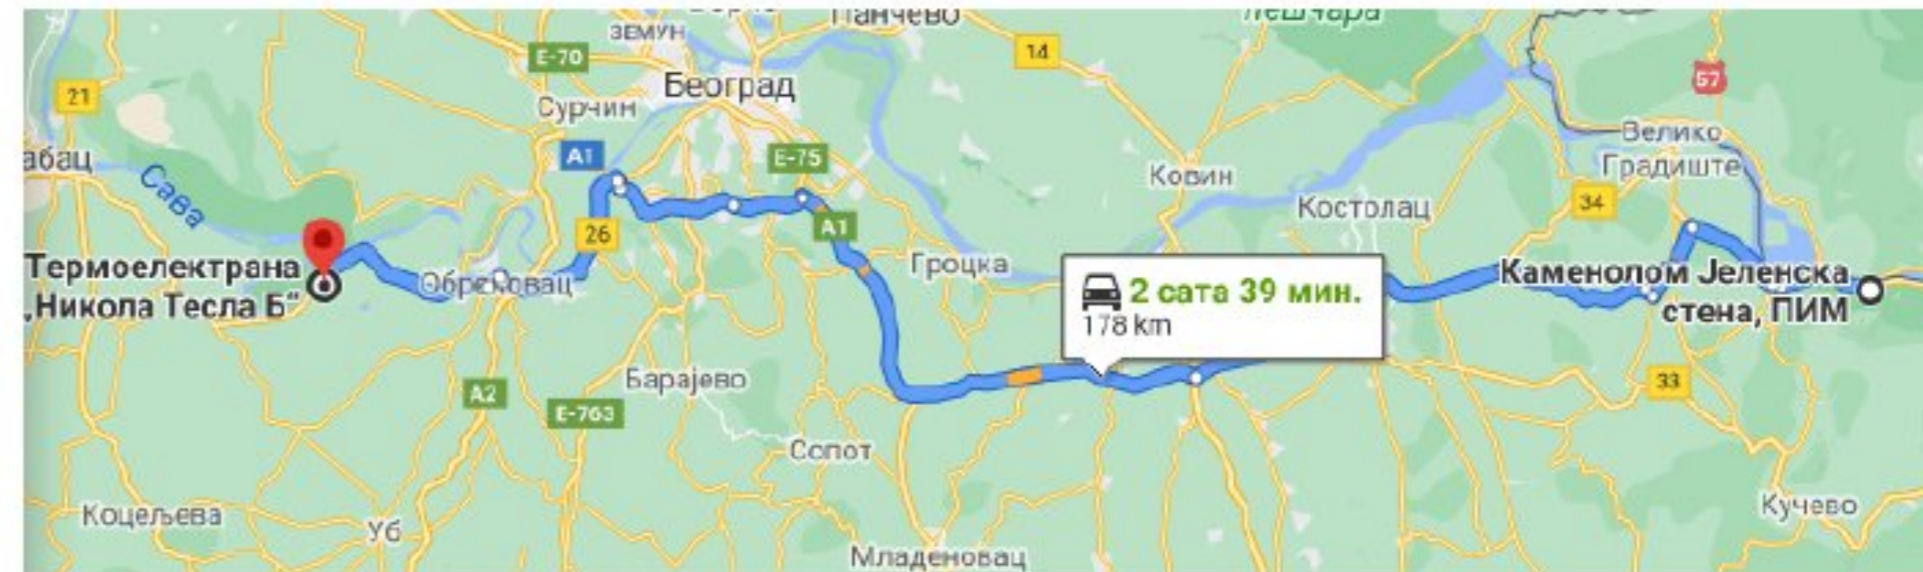 Панчево
ЗЕМУН
E-70
14
21
Београд
57
Сурчин
Велико
Градиште
абац
A1
E-75
Ковин
Сава
34
Костолац
26
A1
Гроцка
Термоелектрана
„Никола Тесла Б“
Обреновац
2 сата 39 мин.
178 km
Каменолом Јеленска
стена, ПИМ
Барајево
A2
33
E-763
Сопот
Коцељева
Уб
Кучево
Младеновац